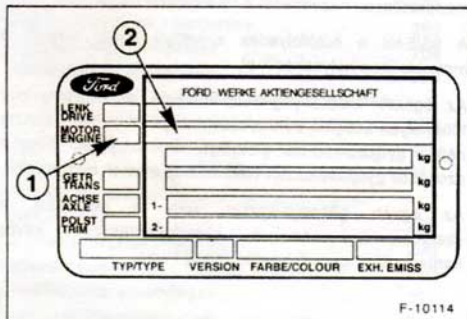 2
Ford
FORD-WERKE AKTIENGESELLSCHAFT
LENK
DRIVE
MOTOR
ENGINE
1
kg
GETR
TRANS
kg
ACHSE
AXLE
1-
kg
POLST
TRIM
2-
kg
TYP/TYPE VERSION FARBE/COLOUR EXH. EMISS
F-10114